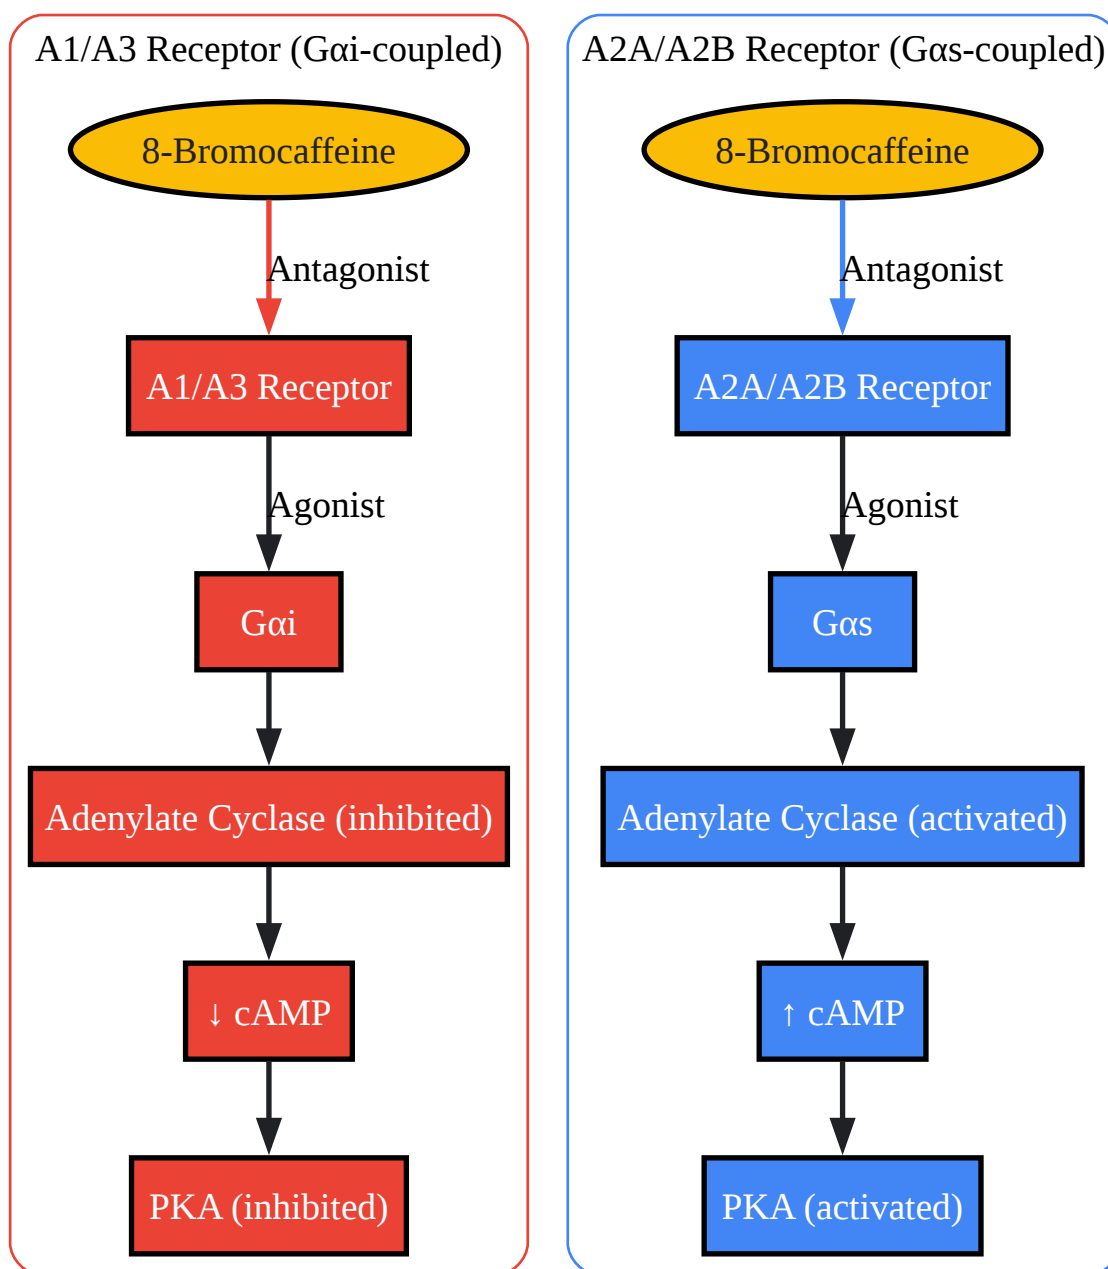 A1/A3 Receptor (Gαi-coupled)
8-Bromocaffeine
Antagonist
A1/A3 Receptor
Agonist
Gαi
Adenylate Cyclase (inhibited)
↓ cAMP
PKA (inhibited)
A2A/A2B Receptor (Gαs-coupled)
8-Bromocaffeine
Antagonist
A2A/A2B Receptor
Agonist
Gαs
Adenylate Cyclase (activated)
↑ cAMP
PKA (activated)